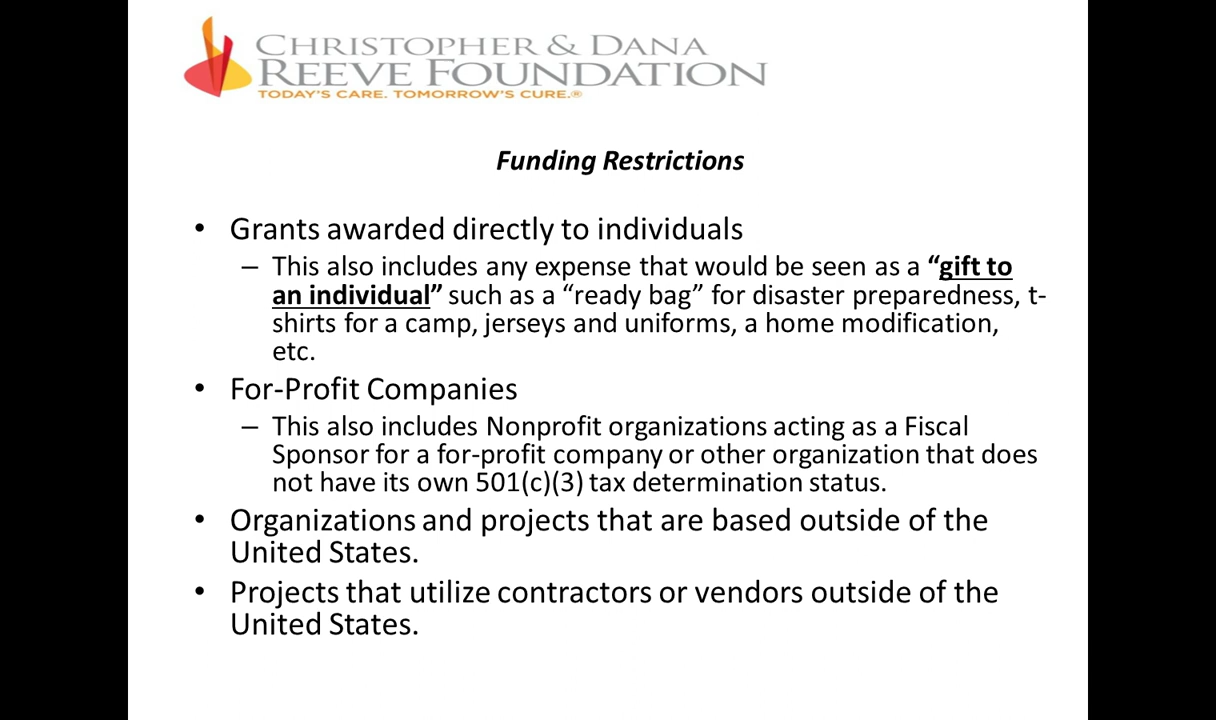 CHRISTOPHER & DANA
REEVE FOUNDATION
TODAY'S CARE. TOMORROW'S CURE.®
Funding Restrictions
• Grants awarded directly to individuals
– This also includes any expense that would be seen as a “gift to
an individual” such as a “ready bag” for disaster preparedness, t-
shirts for a camp, jerseys and uniforms, a home modification,
etc.
• For-Profit Companies
– This also includes Nonprofit organizations acting as a Fiscal
Sponsor for a for-profit company or other organization that does
not have its own 501(c)(3) tax determination status.
• Organizations and projects that are based outside of the
United States.
• Projects that utilize contractors or vendors outside of the
United States.